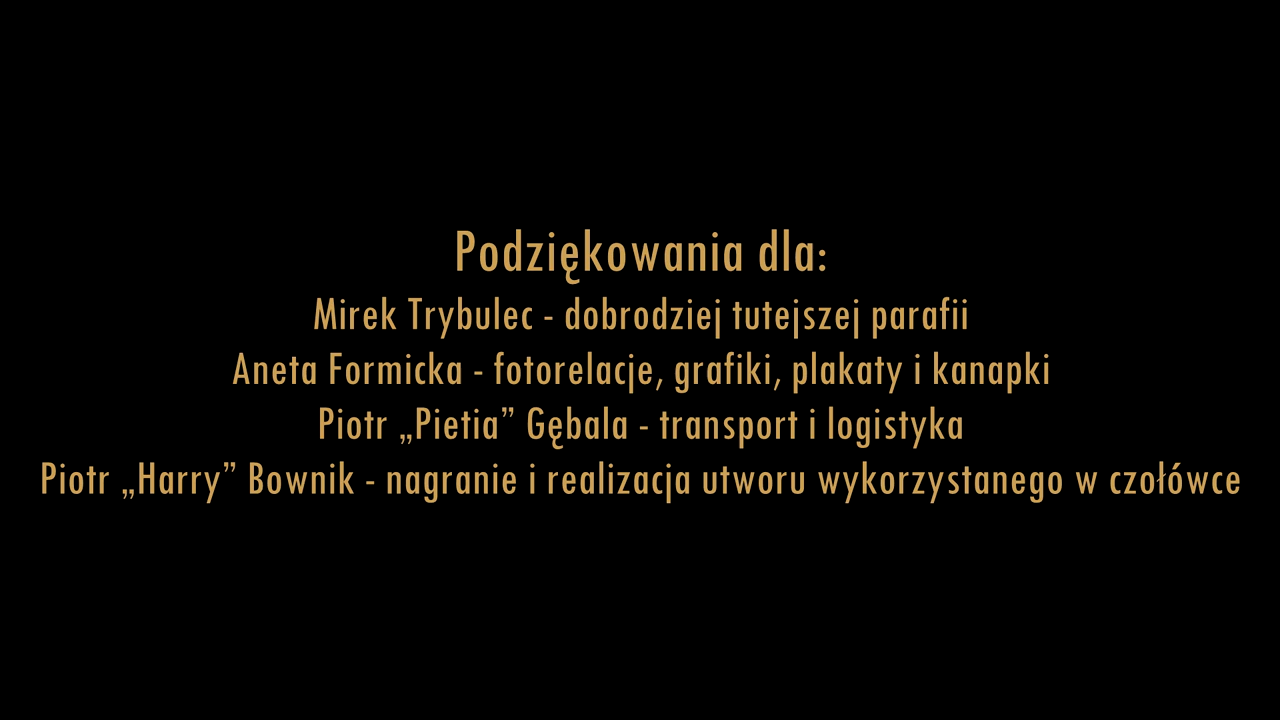 Podziękowania dla:
Mirek Trybulec - dobrodziej tutejszej parafii
Aneta Formicka - fotorelacje, grafiki, plakaty i kanapki
Piotr „Pietia” Gębala - transport i logistyka
Piotr „Harry” Bownik - nagranie i realizacja utworu wykorzystanego w czołówce